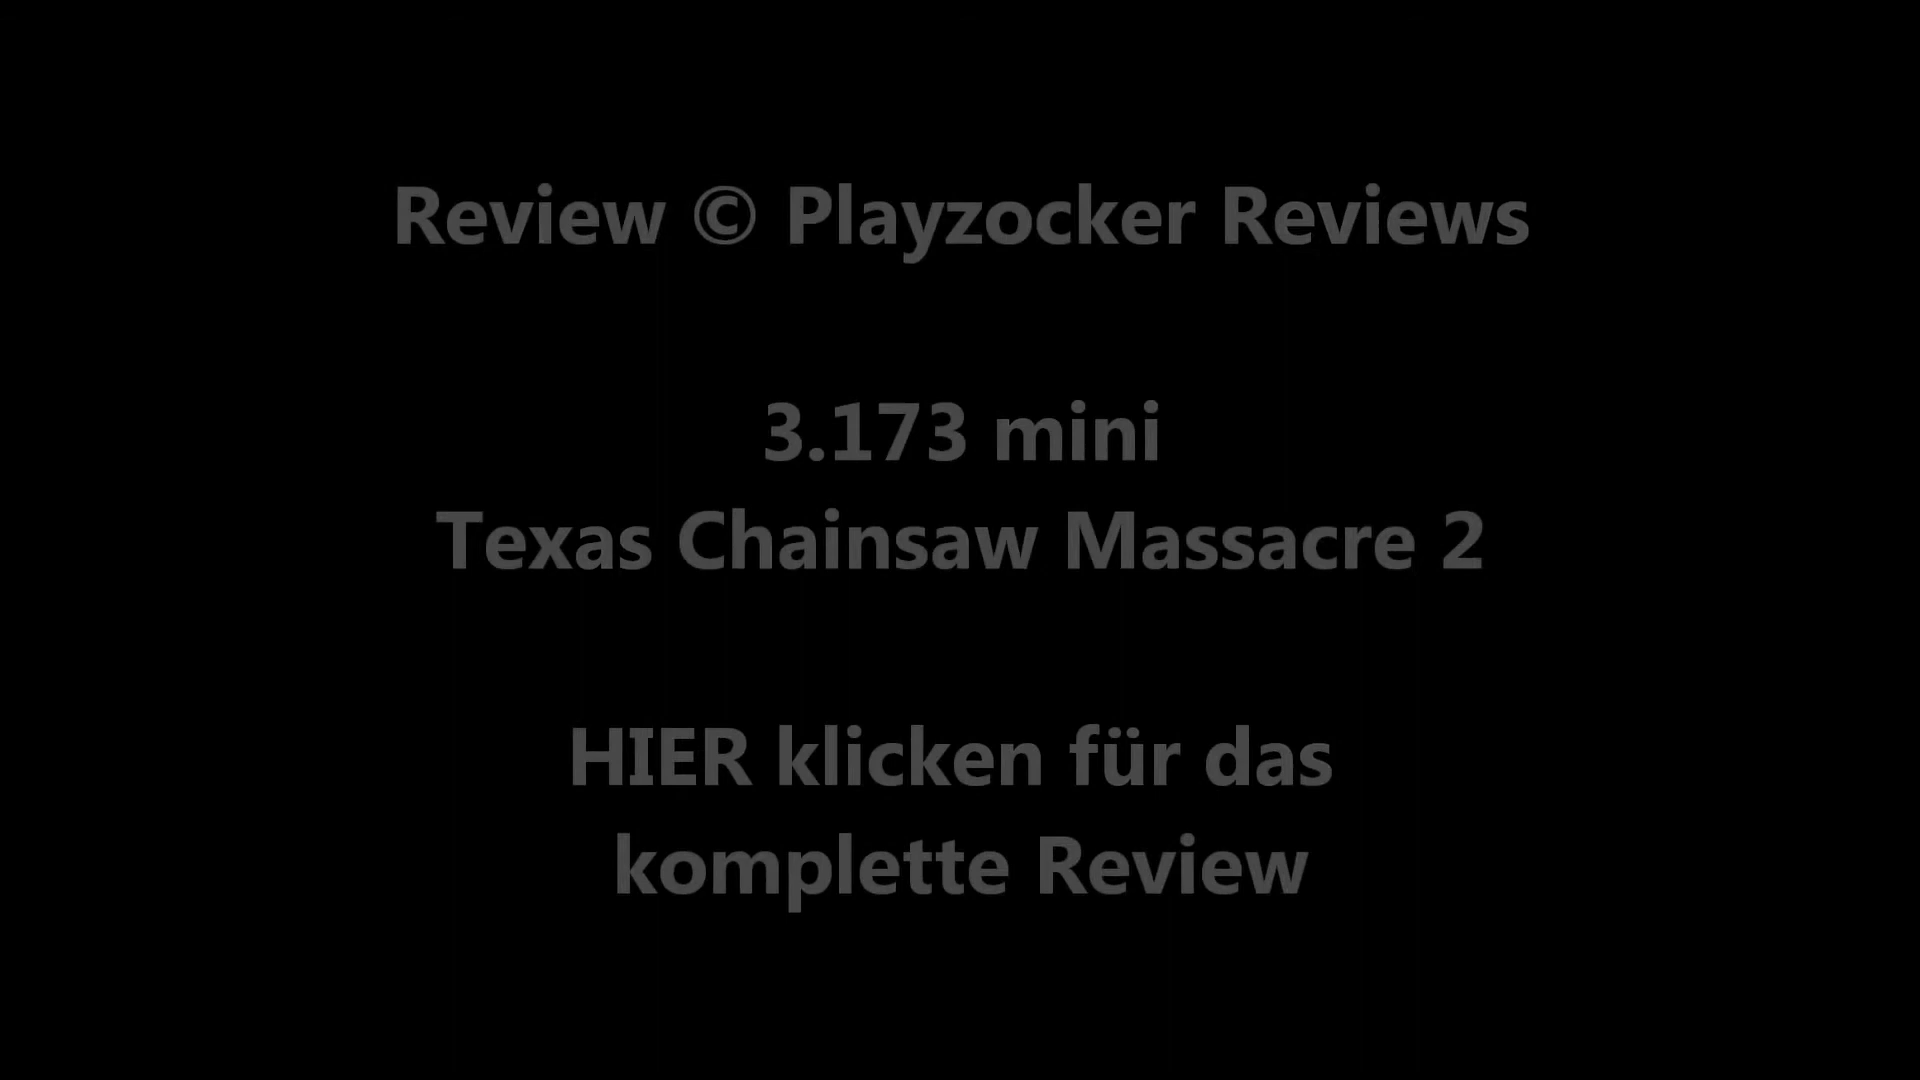 Review © Playzocker Reviews
3.173 mini
Texas Chainsaw Massacre 2
HIER klicken für das
komplette Review